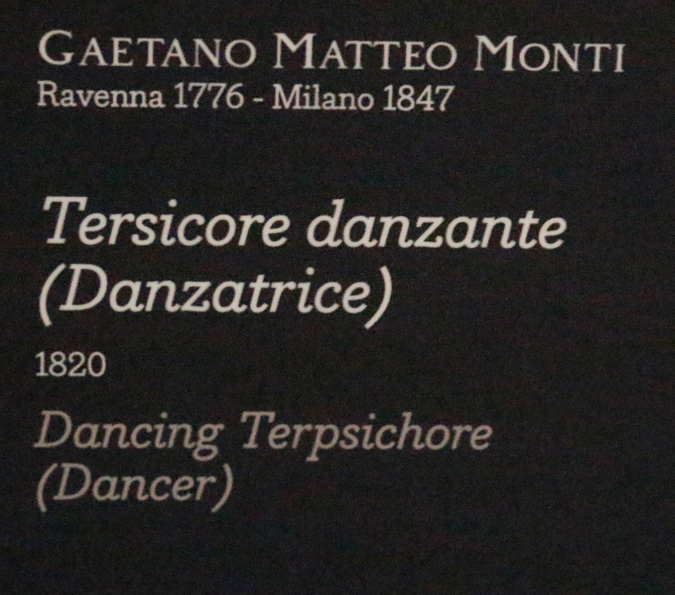 GAETANO MATTEO MONTI
Ravenna 1776 - Milano 1847
Tersicore danzante
(Danzatrice)
1820
Dancing Terpsichore
(Dancer)